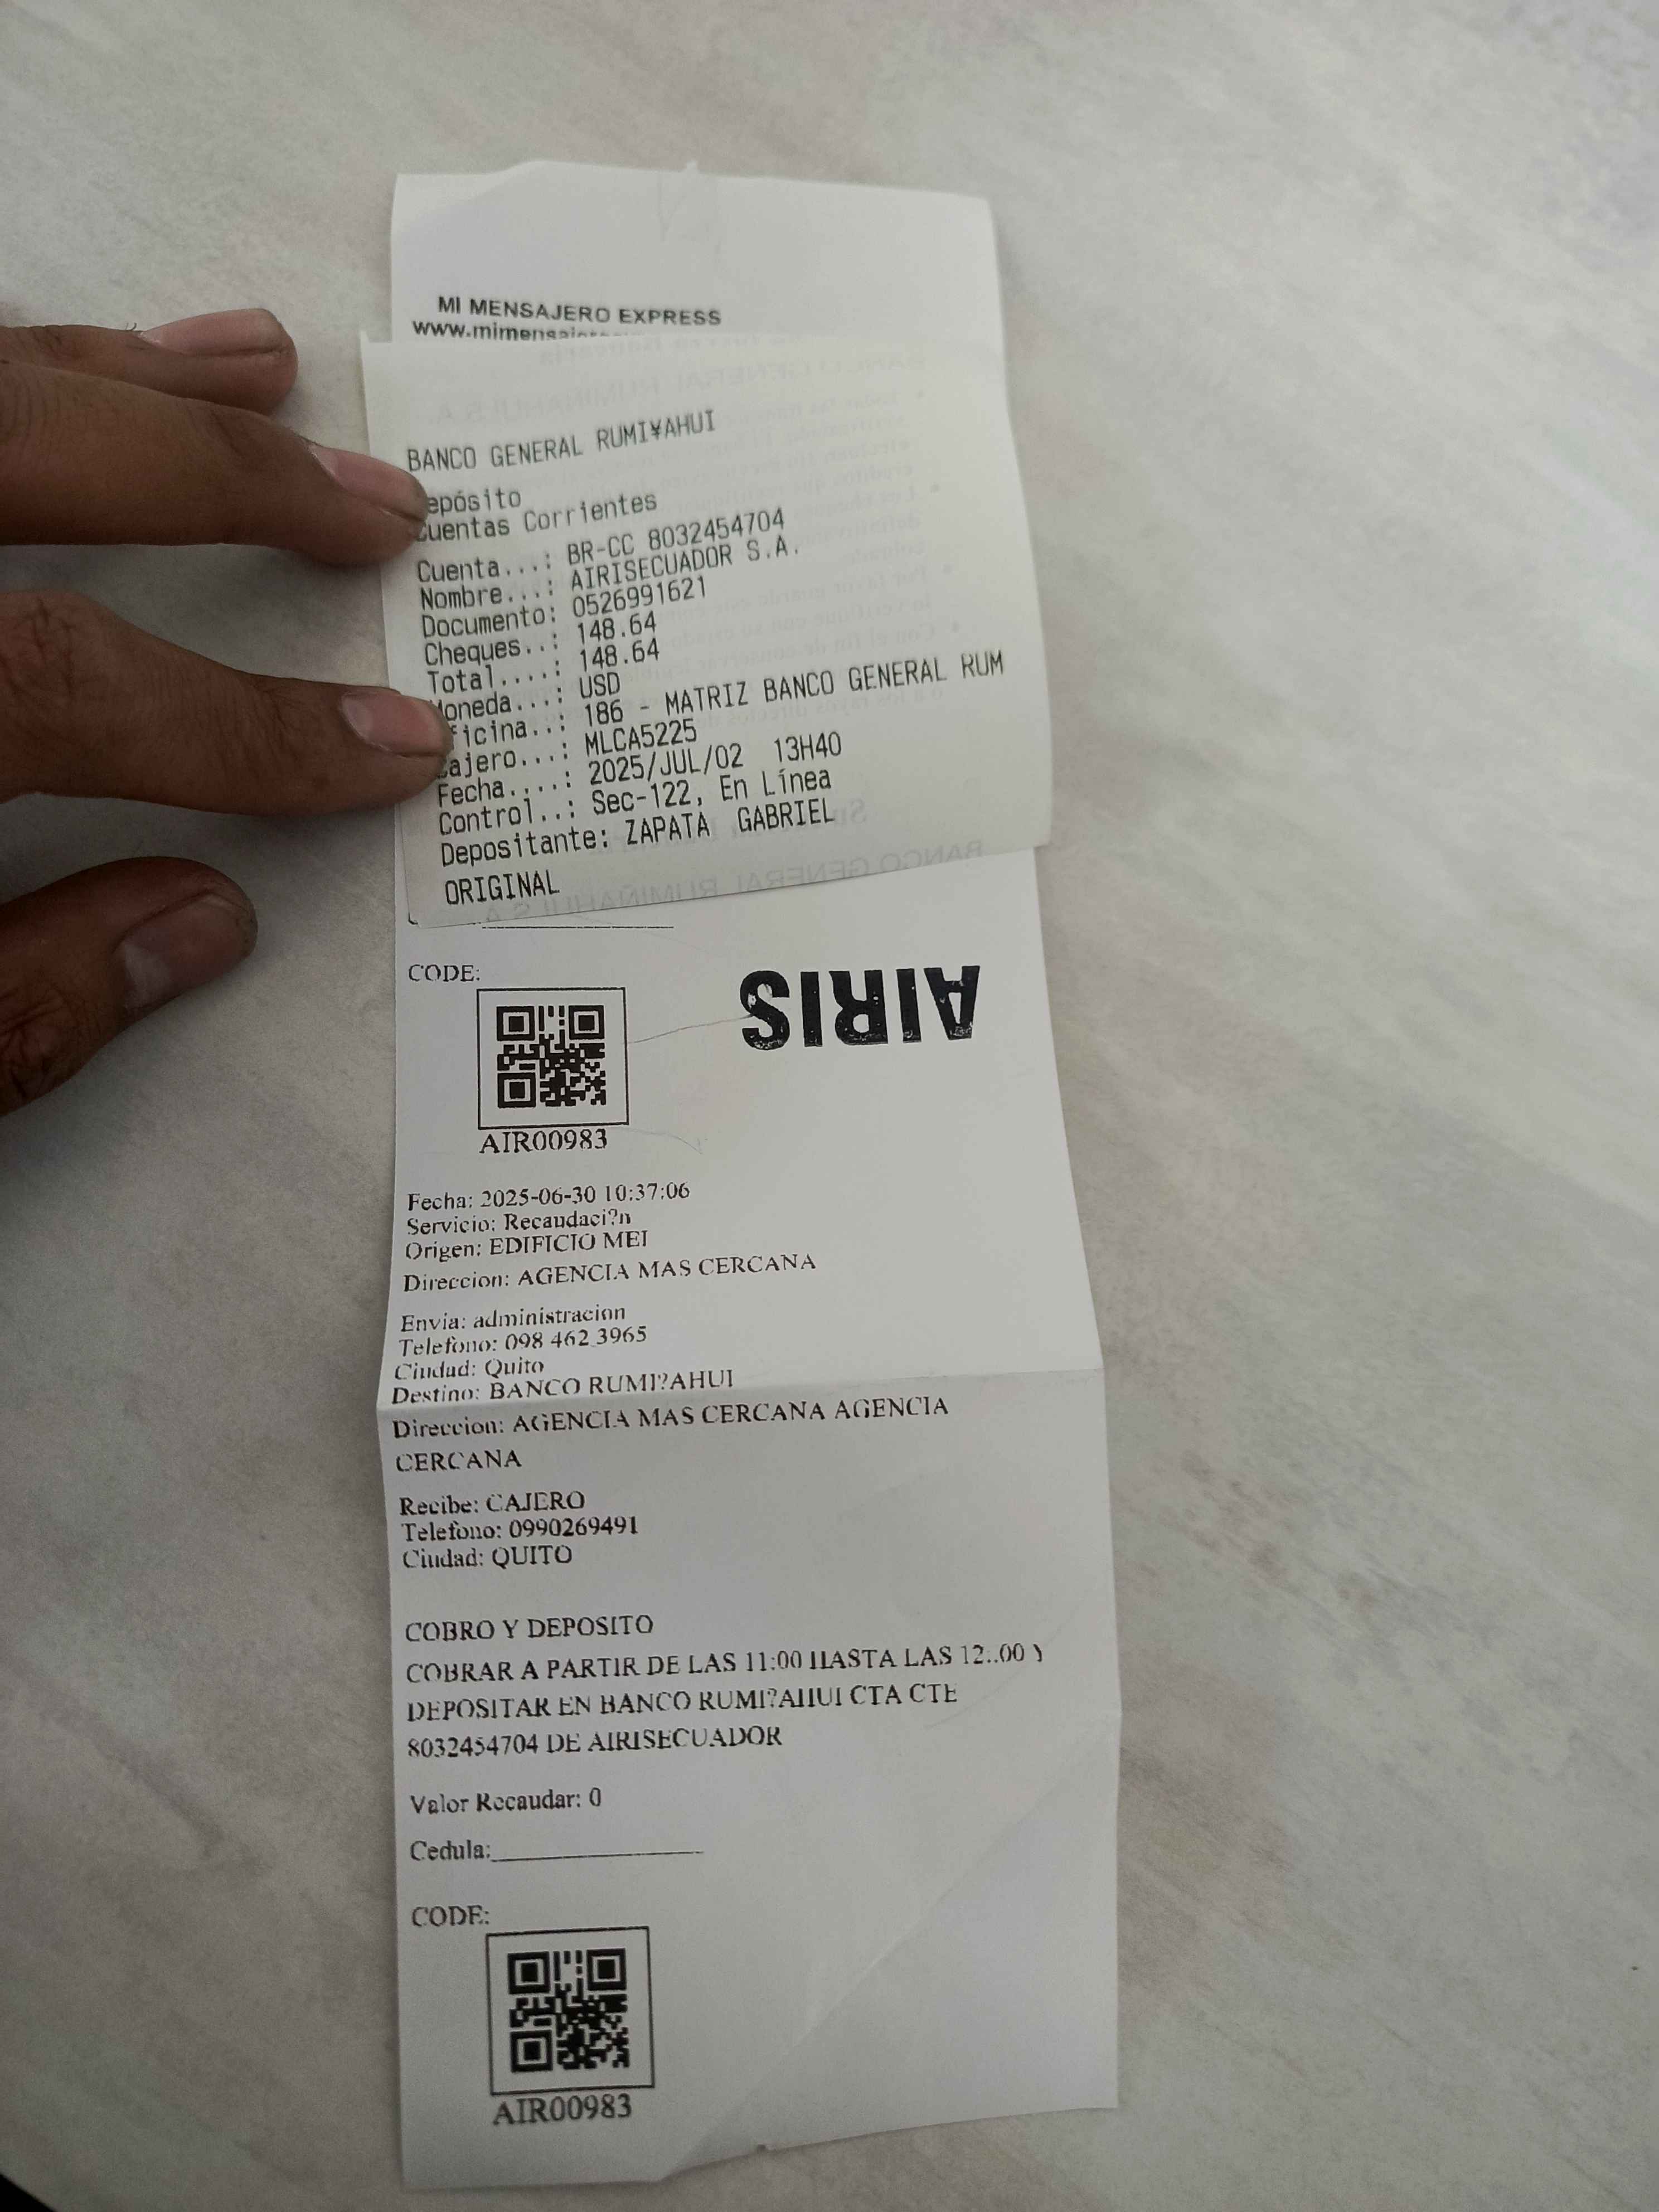 MI MENSAJERO EXPRESS
BANCO GENERAL RUMI¥AHUI
epósito
Cuentas Corrientes
Cuenta...: BR-CC 8032454704
Nombre...: AIRISECUADOR S.A.
Documento: 0526991621
Cheques..: 148.64
Total....: 148.64
Moneda...: USD
ficina..: 186 - MATRIZ BANCO GENERAL RUM
Cajero...: MLCA5225
Fecha....: 2025/JUL/02 13H40
Control..: Sec-122, En Línea
Depositante: ZAPATA GABRIEL
ORIGINAL
CODE:
AIRIS
AIR00983
Fecha: 2025-06-30 10:37:06
Servicio: Recaudaci?n
Origen: EDIFICIO MEI
Direccion: AGENCIA MAS CERCANA
Envia: administracion
Telefono: 098 462 3965
Ciudad: Quito
Destino: BANCO RUMI?AHUI
Direccion: AGENCIA MAS CERCANA AGENCIA
CERCANA
Recibe: CAJERO
Telefono: 0990269491
Ciudad: QUITO
COBRO Y DEPOSITO
COBRAR A PARTIR DE LAS 11:00 HASTA LAS 12:.00 Y
DEPOSITAR EN BANCO RUMI?AHUI CTA CTE
8032454704 DE AIRISECUADOR
Valor Recaudar: 0
Cedula:
CODE:
AIR00983